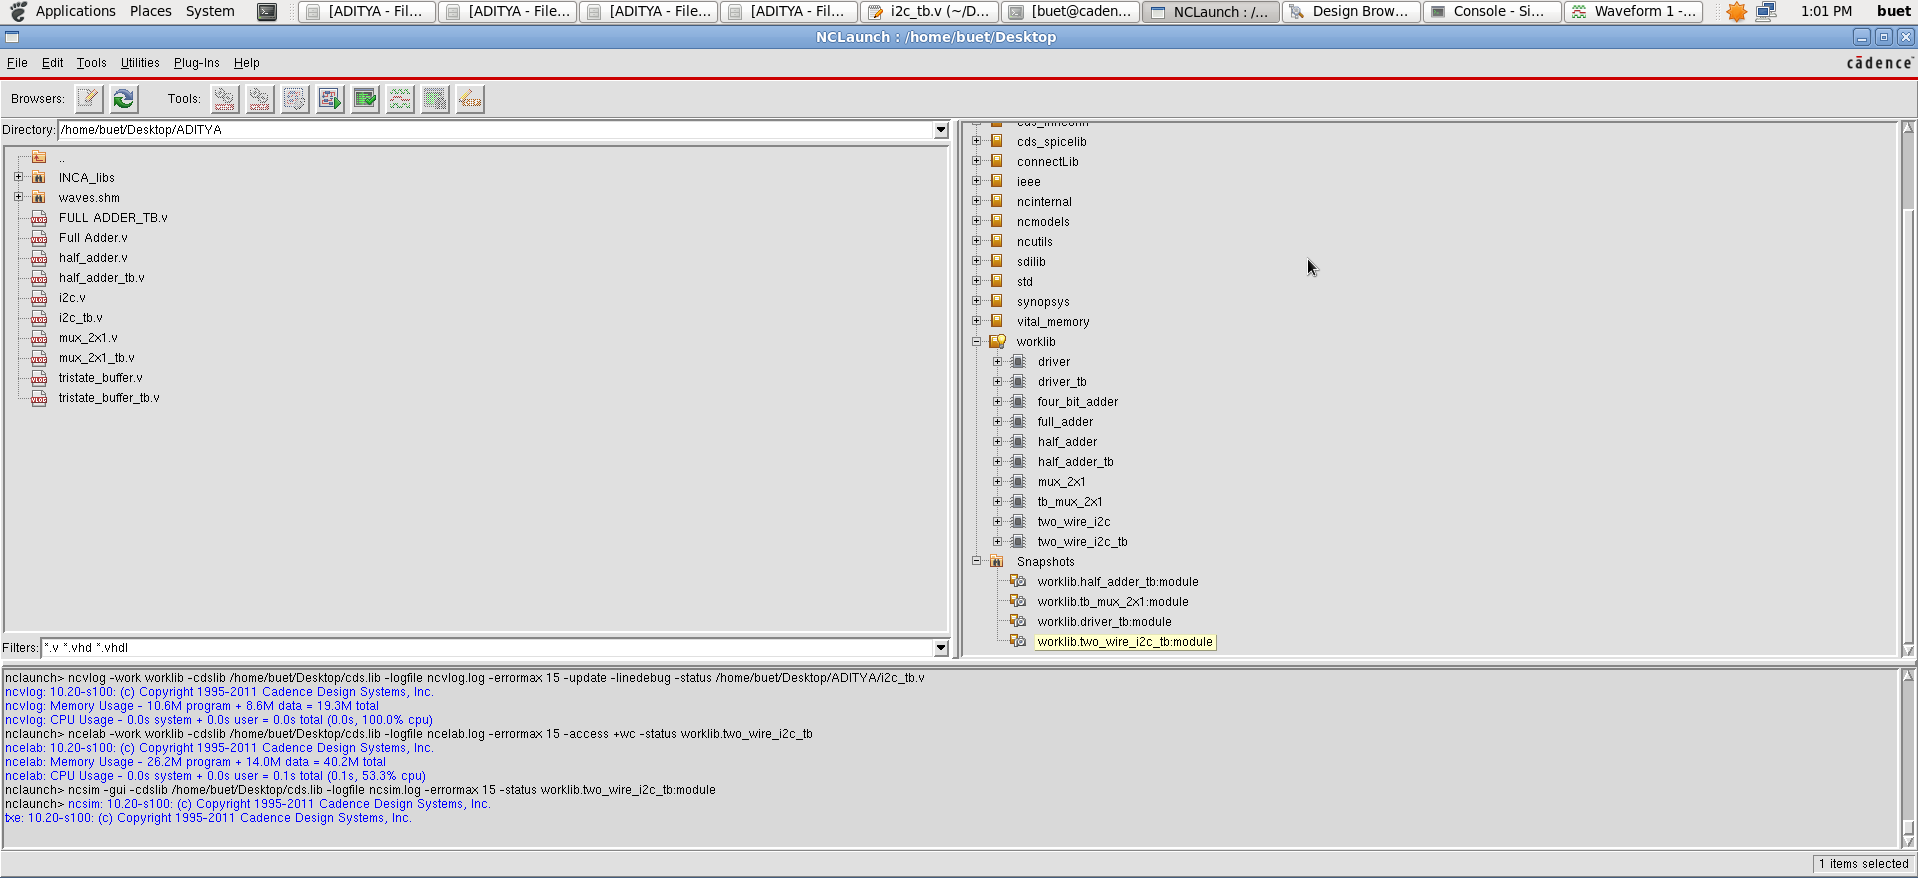 Applications Places System [ADITYA - Fil... [ADITYA - File... [ADITYA - File... [ADITYA - Fil... i2c_tb.v (~/D... [buet@caden... NCLaunch : /... Design Brow... Console - Si... Waveform 1 -... 1:01 PM buet
NCLaunch : /home/buet/Desktop
File Edit Tools Utilities Plug-Ins Help cādence
Browsers: Tools:
Directory: /home/buet/Desktop/ADITYA
..
INCA_libs
waves.shm
FULL ADDER_TB.v
Full Adder.v
half_adder.v
half_adder_tb.v
i2c.v
i2c_tb.v
mux_2x1.v
mux_2x1_tb.v
tristate_buffer.v
tristate_buffer_tb.v
Filters: *.v *.vhd *.vhdl
cds_spicelib
connectLib
ieee
ncinternal
ncmodels
ncutils
sdilib
std
synopsys
vital_memory
worklib
driver
driver_tb
four_bit_adder
full_adder
half_adder
half_adder_tb
mux_2x1
tb_mux_2x1
two_wire_i2c
two_wire_i2c_tb
Snapshots
worklib.half_adder_tb:module
worklib.tb_mux_2x1:module
worklib.driver_tb:module
worklib.two_wire_i2c_tb:module
nclaunch> ncvlog -work worklib -cdslib /home/buet/Desktop/cds.lib -logfile ncvlog.log -errormax 15 -update -linedebug -status /home/buet/Desktop/ADITYA/i2c_tb.v
ncvlog: 10.20-s100: (c) Copyright 1995-2011 Cadence Design Systems, Inc.
ncvlog: Memory Usage - 10.6M program + 8.6M data = 19.3M total
ncvlog: CPU Usage - 0.0s system + 0.0s user = 0.0s total (0.0s, 100.0% cpu)
nclaunch> ncelab -work worklib -cdslib /home/buet/Desktop/cds.lib -logfile ncelab.log -errormax 15 -access +wc -status worklib.two_wire_i2c_tb
ncelab: 10.20-s100: (c) Copyright 1995-2011 Cadence Design Systems, Inc.
ncelab: Memory Usage - 26.2M program + 14.0M data = 40.2M total
ncelab: CPU Usage - 0.0s system + 0.0s user = 0.1s total (0.1s, 53.3% cpu)
nclaunch> ncsim -gui -cdslib /home/buet/Desktop/cds.lib -logfile ncsim.log -errormax 15 -status worklib.two_wire_i2c_tb:module
nclaunch> ncsim: 10.20-s100: (c) Copyright 1995-2011 Cadence Design Systems, Inc.
txe: 10.20-s100: (c) Copyright 1995-2011 Cadence Design Systems, Inc.
1 items selected